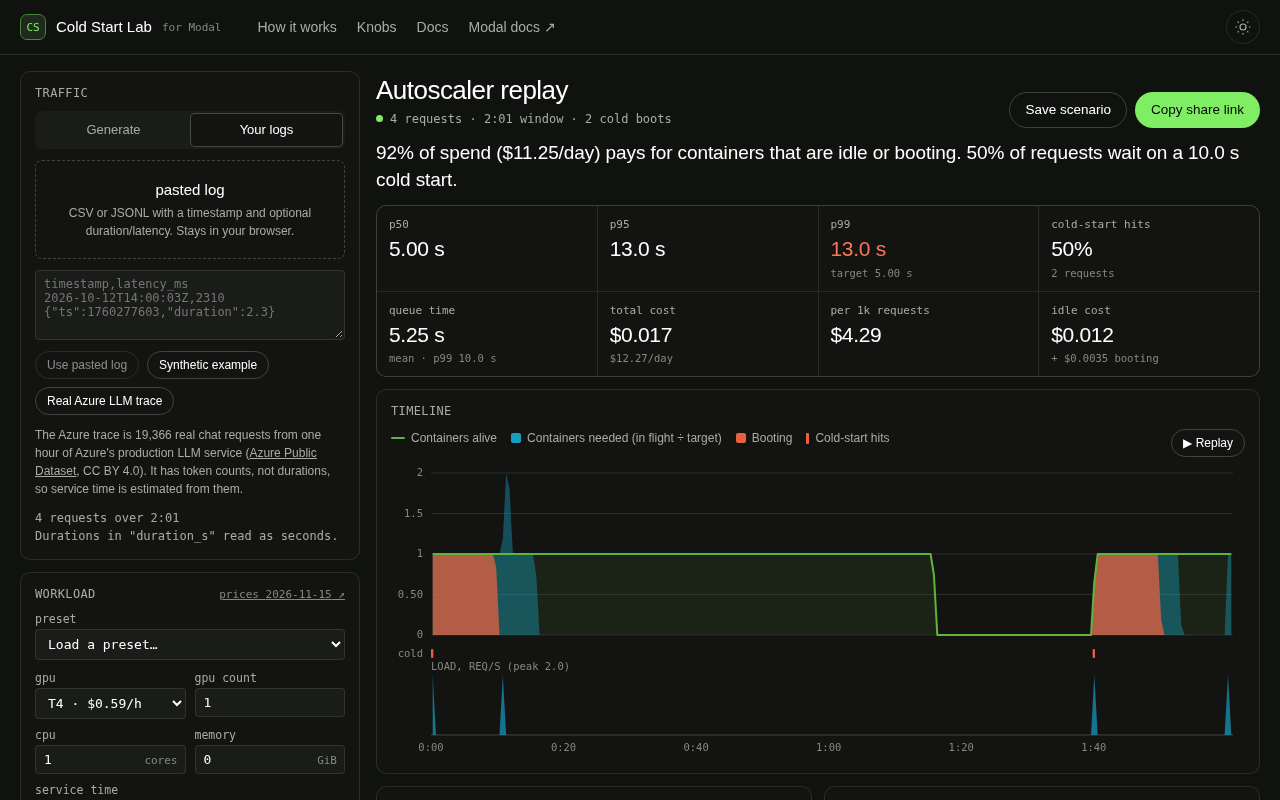 CS Cold Start Lab for Modal How it works Knobs Docs Modal docs ↗
TRAFFIC
Generate Your logs
pasted log
CSV or JSONL with a timestamp and optional
duration/latency. Stays in your browser.
timestamp,latency_ms
2026-10-12T14:00:03Z,2310
{"ts":1760277603,"duration":2.3}
Use pasted log Synthetic example
Real Azure LLM trace
The Azure trace is 19,366 real chat requests from one
hour of Azure's production LLM service (Azure Public
Dataset, CC BY 4.0). It has token counts, not durations,
so service time is estimated from them.
4 requests over 2:01
Durations in "duration_s" read as seconds.
WORKLOAD prices 2026-11-15 ↗
preset
Load a preset…
gpu gpu count
T4 · $0.59/h 1
cpu memory
1 cores 0 GiB
service time
Autoscaler replay
4 requests · 2:01 window · 2 cold boots
Save scenario Copy share link
92% of spend ($11.25/day) pays for containers that are idle or booting. 50% of requests wait on a 10.0 s
cold start.
p50 p95 p99 cold-start hits
5.00 s 13.0 s 13.0 s 50%
target 5.00 s 2 requests
queue time total cost per 1k requests idle cost
5.25 s $0.017 $4.29 $0.012
mean · p99 10.0 s $12.27/day + $0.0035 booting
TIMELINE
Containers alive Containers needed (in flight ÷ target) Booting Cold-start hits
▶ Replay
2
1.5
1
0.50
0
cold
LOAD, REQ/S (peak 2.0)
0:00 0:20 0:40 1:00 1:20 1:40